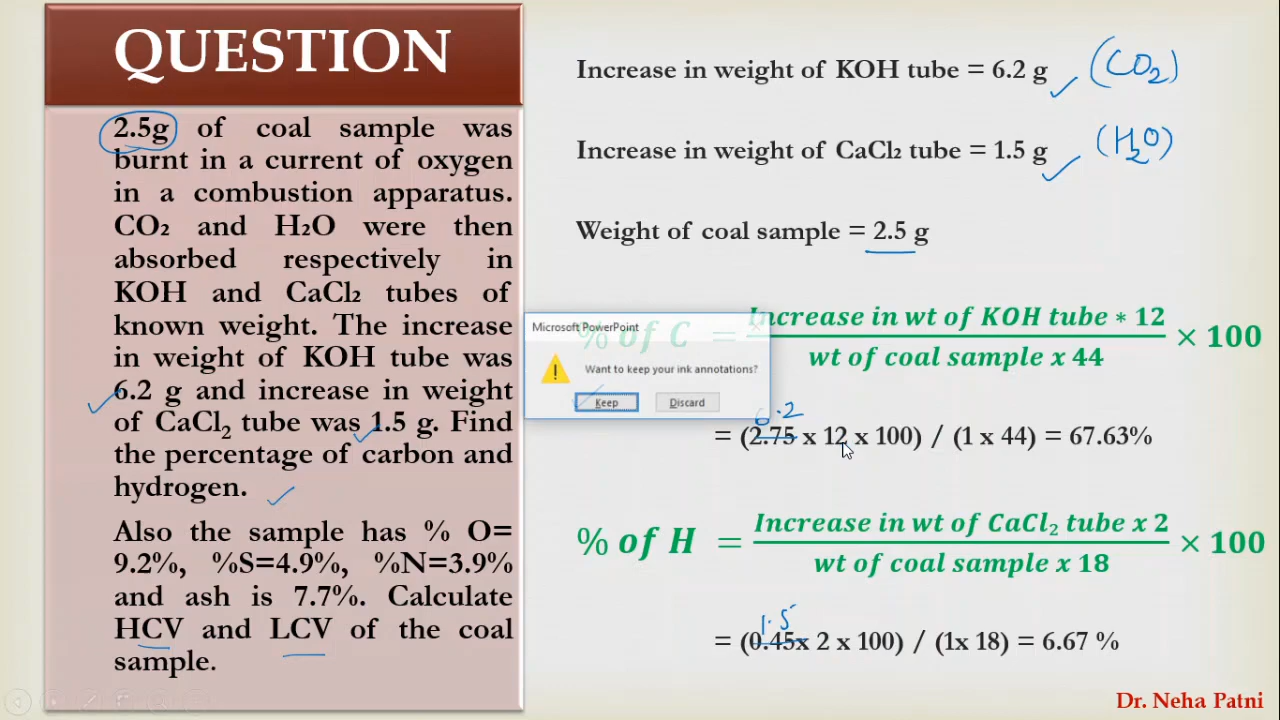 QUESTION
2.5g of coal sample was
burnt in a current of oxygen
in a combustion apparatus.
CO₂ and H₂O were then
absorbed respectively in
KOH and CaCl₂ tubes of
known weight. The increase
in weight of KOH tube was
6.2 g and increase in weight
of CaCl₂ tube was 1.5 g. Find
the percentage of carbon and
hydrogen.
Also the sample has % O=
9.2%, %S=4.9%, %N=3.9%
and ash is 7.7%. Calculate
HCV and LCV of the coal
sample.
Increase in weight of KOH tube = 6.2 g (CO₂)
Increase in weight of CaCl₂ tube = 1.5 g (H₂O)
Weight of coal sample = 2.5 g
% of C = Increase in wt of KOH tube * 12 / wt of coal sample x 44 × 100
Microsoft PowerPoint
Want to keep your ink annotations?
Keep Discard
6.2
= (2.75 x 12 x 100) / (1 x 44) = 67.63%
% of H = Increase in wt of CaCl₂ tube x 2 / wt of coal sample x 18 × 100
1.5
= (0.45x 2 x 100) / (1x 18) = 6.67 %
Dr. Neha Patni